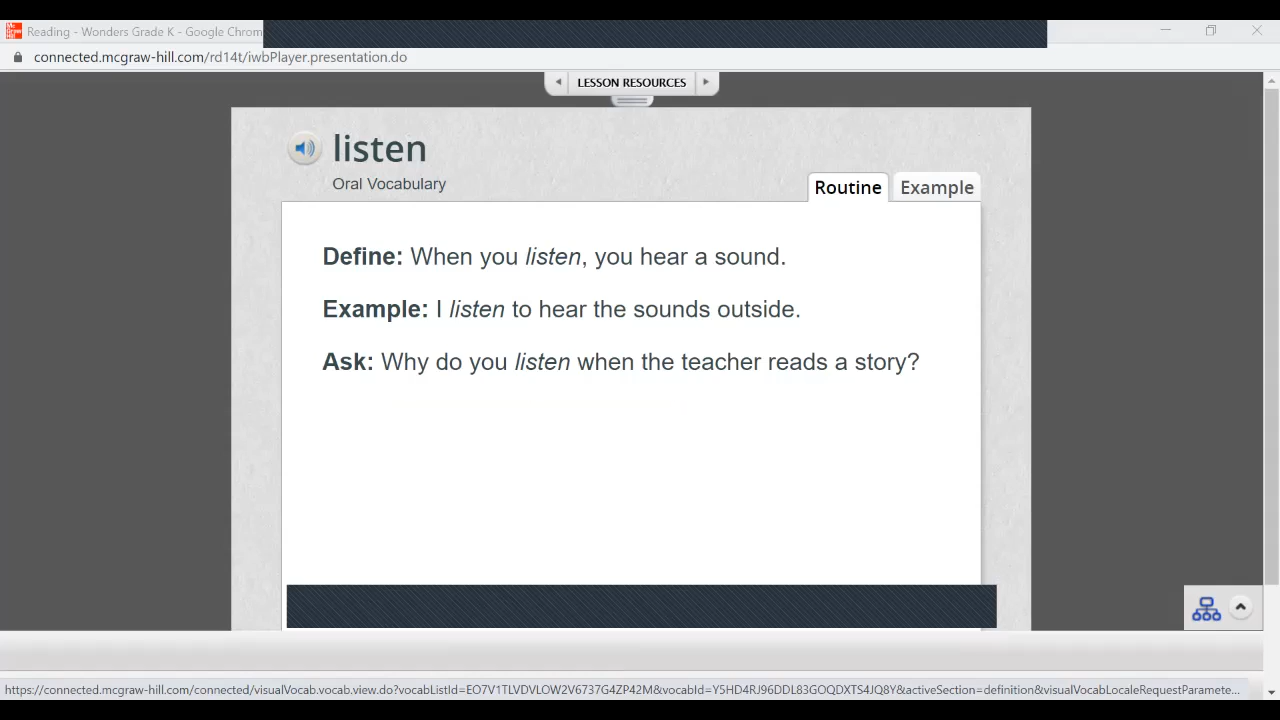 Mc Graw Hill
Reading - Wonders Grade K - Google Chrom
connected.mcgraw-hill.com/rd14t/iwbPlayer.presentation.do
LESSON RESOURCES
listen
Oral Vocabulary
Routine Example
Define: When you listen, you hear a sound.
Example: I listen to hear the sounds outside.
Ask: Why do you listen when the teacher reads a story?
https://connected.mcgraw-hill.com/connected/visualVocab.vocab.view.do?vocabListId=EO7V1TLVDVLOW2V6737G4ZP42M&vocabId=Y5HD4RJ96DDL83GOQDXTS4JQ8Y&activeSection=definition&visualVocabLocaleRequestParamete...